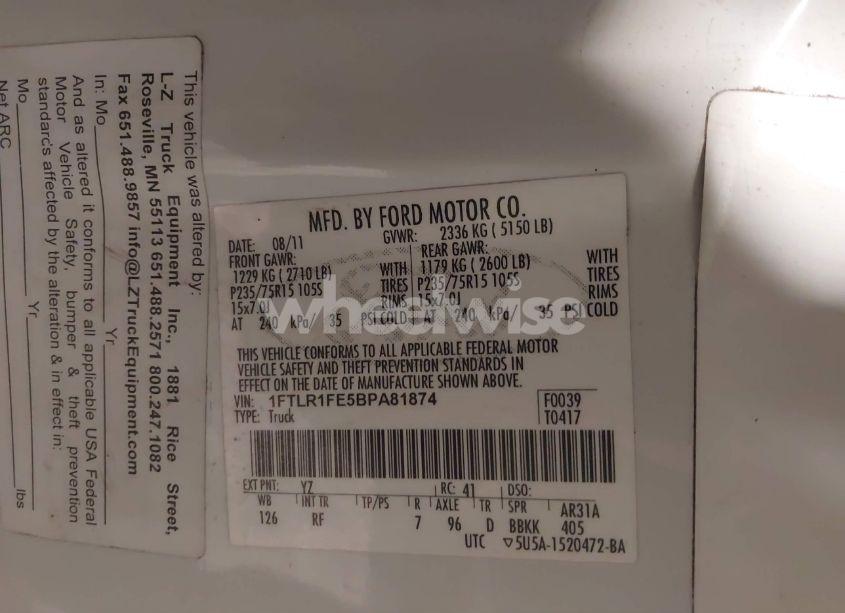 This vehicle was altered by:
L-Z Truck Equipment Inc., 1881 Rice Street,
Roseville, MN 55113 651.488.2571 800.247.1082
Fax 651.488.9857 info@LZTruckEquipment.com
In: Mo Yr
And as altered it conforms to all applicable USA Federal
Motor Vehicle Safety, bumper & theft prevention
standards affected by the alteration & in effect in:
Mo Yr
Net ARC lbs
MFD. BY FORD MOTOR CO.
DATE: 08/11 GVWR: 2336 KG ( 5150 LB)
FRONT GAWR: REAR GAWR:
1229 KG ( 2710 LB) WITH 1179 KG ( 2600 LB) WITH
P235/75R15 105S TIRES P235/75R15 105S TIRES
15x7.0J RIMS 15x7.0J RIMS
AT 240 kPa/ 35 PSI COLD AT 240 kPa/ 35 PSI COLD
THIS VEHICLE CONFORMS TO ALL APPLICABLE FEDERAL MOTOR
VEHICLE SAFETY AND THEFT PREVENTION STANDARDS IN
EFFECT ON THE DATE OF MANUFACTURE SHOWN ABOVE.
VIN: 1FTLR1FE5BPA81874 F0039
TYPE: Truck T0417
EXT PNT: YZ RC: 41 DSO:
WB INT TR TP/PS R AXLE TR SPR AR31A
126 RF 7 96 D BBKK 405
UTC ▽5U5A-1520472-BA
wheelwise